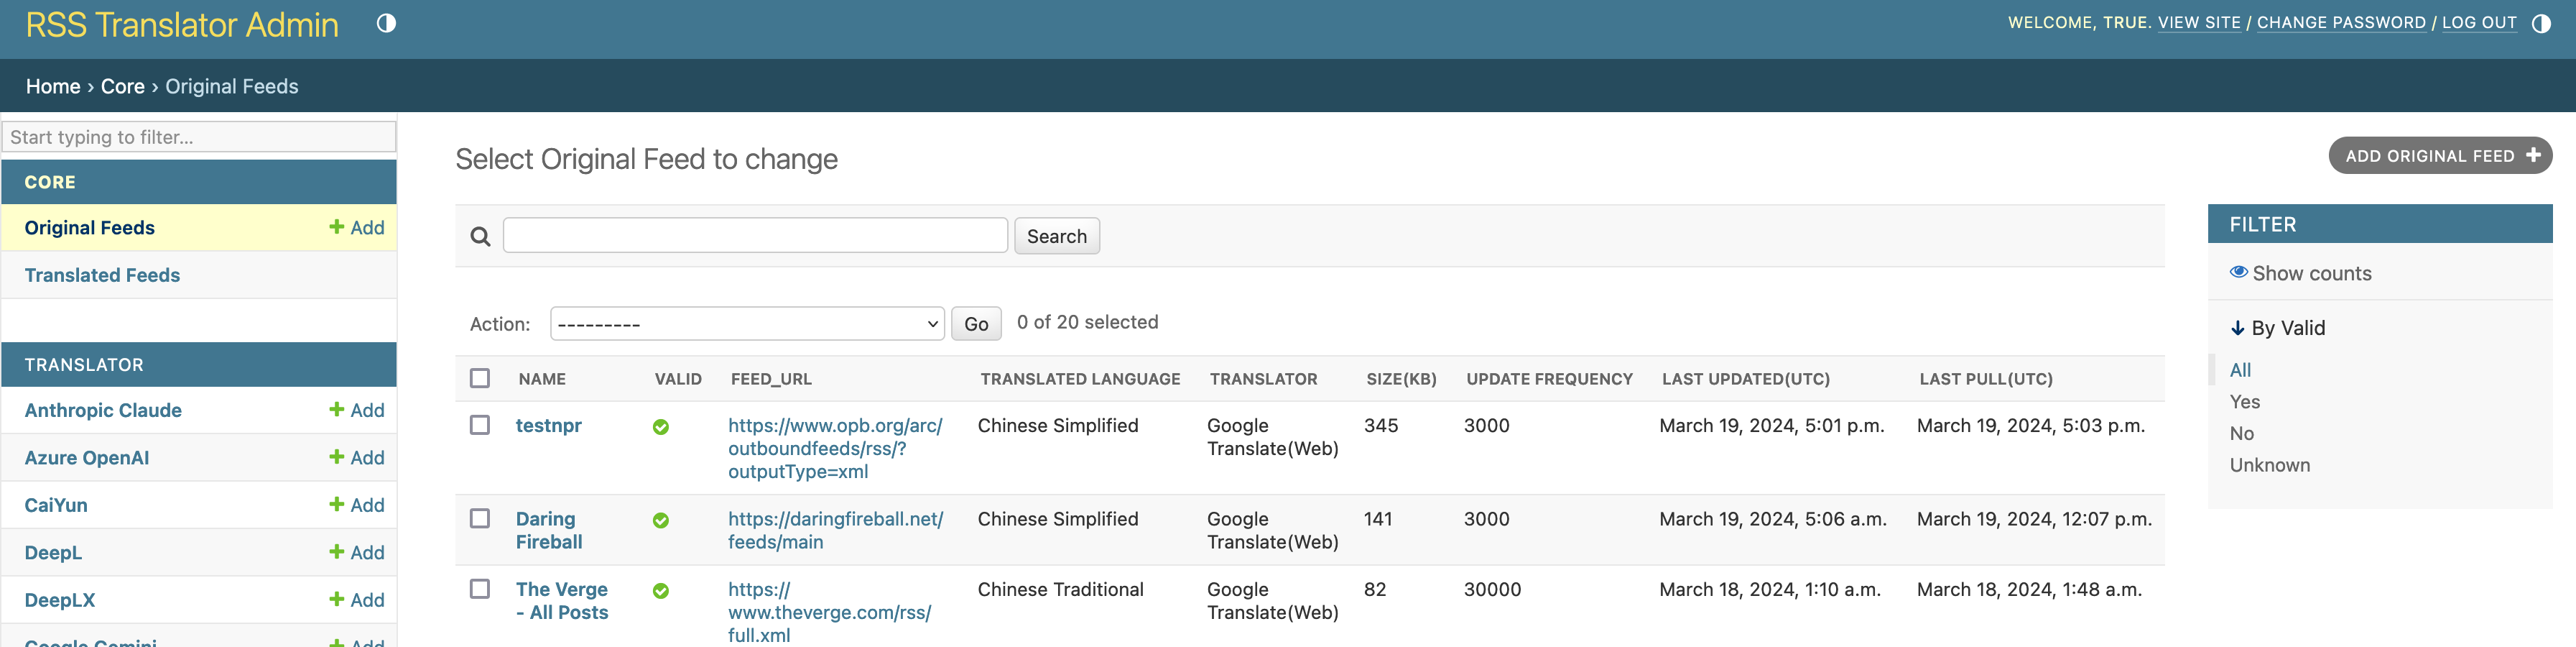 RSS Translator Admin
WELCOME, TRUE. VIEW SITE / CHANGE PASSWORD / LOG OUT
Home › Core › Original Feeds
Start typing to filter...
CORE
Original Feeds + Add
Translated Feeds
TRANSLATOR
Anthropic Claude + Add
Azure OpenAI + Add
CaiYun + Add
DeepL + Add
DeepLX + Add
Google Gemini + Add
Select Original Feed to change
ADD ORIGINAL FEED +
Search
Action: --------- Go 0 of 20 selected
NAME VALID FEED_URL TRANSLATED LANGUAGE TRANSLATOR SIZE(KB) UPDATE FREQUENCY LAST UPDATED(UTC) LAST PULL(UTC)
testnpr https://www.opb.org/arc/ Chinese Simplified Google 345 3000 March 19, 2024, 5:01 p.m. March 19, 2024, 5:03 p.m.
outboundfeeds/rss/? Translate(Web)
outputType=xml
Daring https://daringfireball.net/ Chinese Simplified Google 141 3000 March 19, 2024, 5:06 a.m. March 19, 2024, 12:07 p.m.
Fireball feeds/main Translate(Web)
The Verge https:// Chinese Traditional Google 82 30000 March 18, 2024, 1:10 a.m. March 18, 2024, 1:48 a.m.
- All Posts www.theverge.com/rss/ Translate(Web)
full.xml
FILTER
Show counts
↓ By Valid
All
Yes
No
Unknown